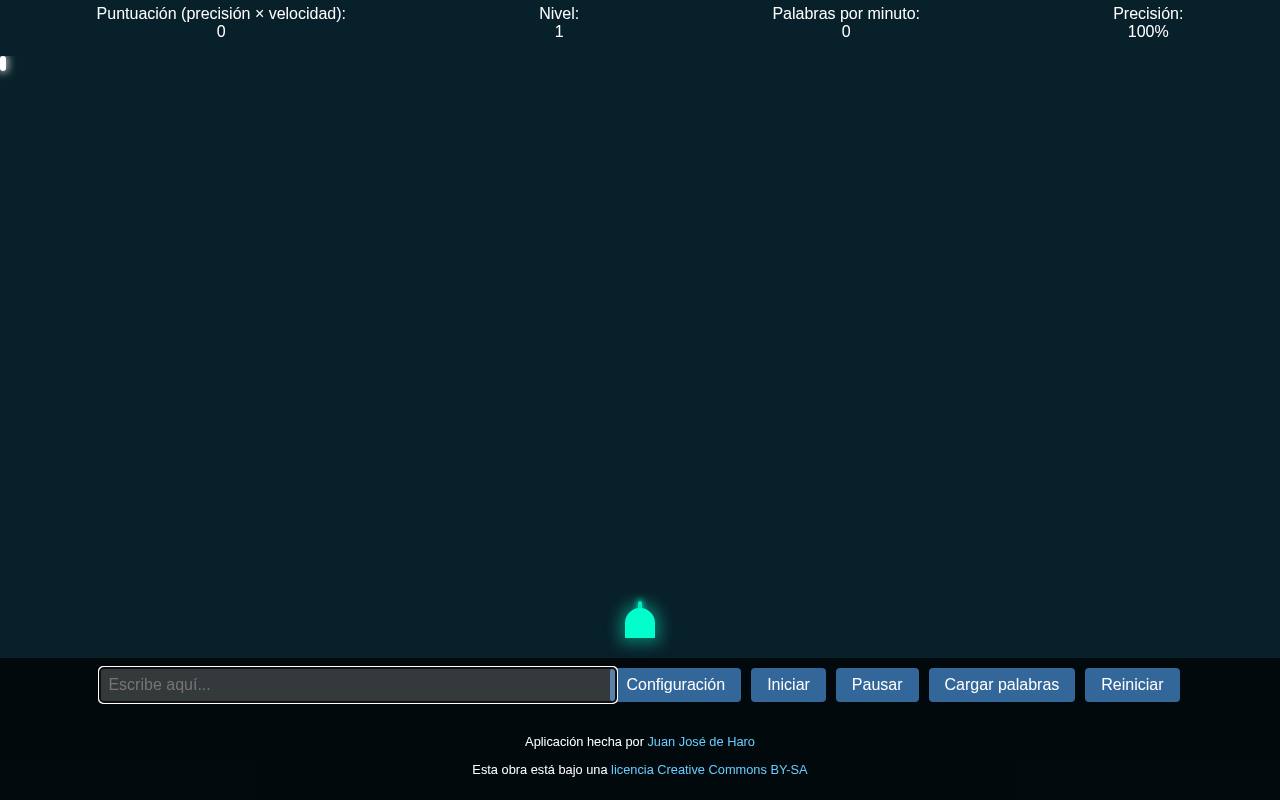 Puntuación (precisión × velocidad):
0
Nivel:
1
Palabras por minuto:
0
Precisión:
100%
Escribe aquí...
Configuración
Iniciar
Pausar
Cargar palabras
Reiniciar
Aplicación hecha por Juan José de Haro
Esta obra está bajo una licencia Creative Commons BY-SA